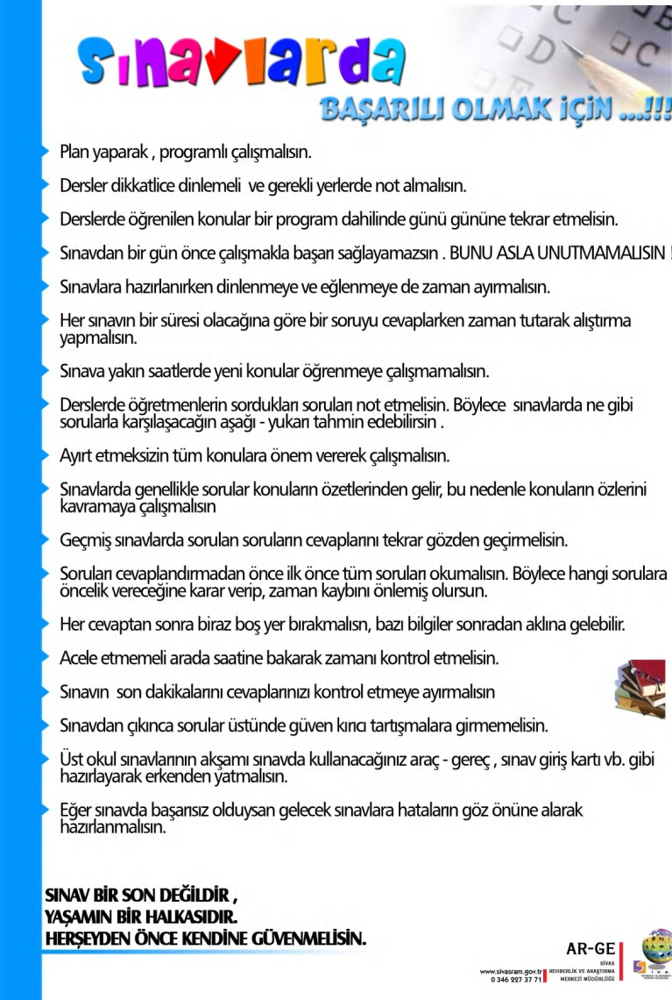 sınavlarda
BAŞARILI OLMAK İÇİN ...!!!
Plan yaparak , programlı çalışmalısın.
Dersler dikkatlice dinlemeli ve gerekli yerlerde not almalısın.
Derslerde öğrenilen konular bir program dahilinde günü gününe tekrar etmelisin.
Sınavdan bir gün önce çalışmakla başarı sağlayamazsın . BUNU ASLA UNUTMAMALISIN !
Sınavlara hazırlanırken dinlenmeye ve eğlenmeye de zaman ayırmalısın.
Her sınavın bir süresi olacağına göre bir soruyu cevaplarken zaman tutarak alıştırma
yapmalısın.
Sınava yakın saatlerde yeni konular öğrenmeye çalışmamalısın.
Derslerde öğretmenlerin sordukları soruları not etmelisin. Böylece sınavlarda ne gibi
sorularla karşılaşacağın aşağı - yukarı tahmin edebilirsin .
Ayırt etmeksizin tüm konulara önem vererek çalışmalısın.
Sınavlarda genellikle sorular konuların özetlerinden gelir, bu nedenle konuların özlerini
kavramaya çalışmalısın
Geçmiş sınavlarda sorulan soruların cevaplarını tekrar gözden geçirmelisin.
Soruları cevaplandırmadan önce ilk önce tüm soruları okumalısın. Böylece hangi sorulara
öncelik vereceğine karar verip, zaman kaybını önlemiş olursun.
Her cevaptan sonra biraz boş yer bırakmalısn, bazı bilgiler sonradan aklına gelebilir.
Acele etmemeli arada saatine bakarak zamanı kontrol etmelisin.
Sınavın son dakikalarını cevaplarınızı kontrol etmeye ayırmalısın
Sınavdan çıkınca sorular üstünde güven kırıcı tartışmalara girmemelisin.
Üst okul sınavlarının akşamı sınavda kullanacağınız araç - gereç , sınav giriş kartı vb. gibi
hazırlayarak erkenden yatmalısın.
Eğer sınavda başarısız olduysan gelecek sınavlara hataların göz önüne alarak
hazırlanmalısın.
SINAV BİR SON DEĞİLDİR ,
YAŞAMIN BİR HALKASIDIR.
HERŞEYDEN ÖNCE KENDİNE GÜVENMELİSİN.
AR-GE
SİVAS
www.sivasram.gov.tr REHBERLİK VE ARAŞTIRMA
0 346 227 37 71 MERKEZİ MÜDÜRLÜĞÜ